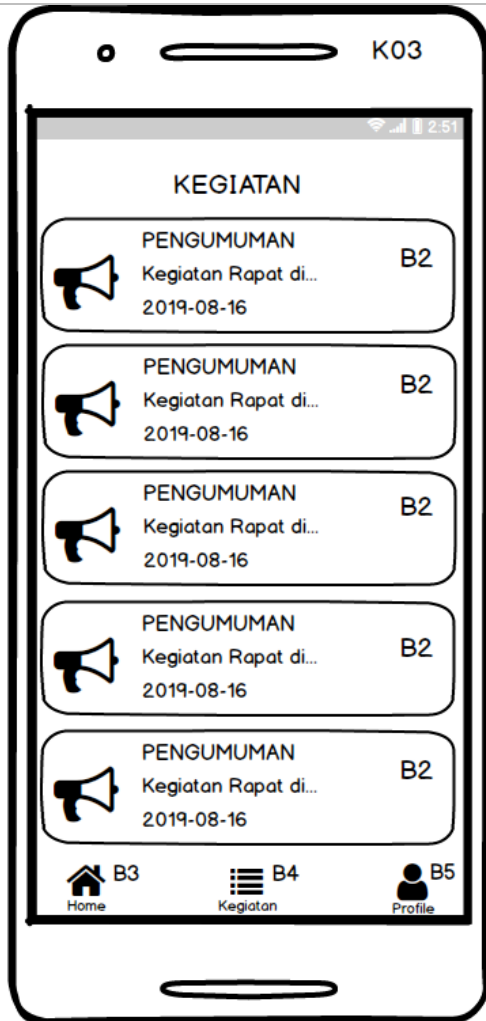 K03
2:51
KEGIATAN
PENGUMUMAN
B2
Kegiatan Rapat di...
2019-08-16
PENGUMUMAN
B2
Kegiatan Rapat di...
2019-08-16
PENGUMUMAN
B2
Kegiatan Rapat di...
2019-08-16
PENGUMUMAN
B2
Kegiatan Rapat di...
2019-08-16
PENGUMUMAN
B2
Kegiatan Rapat di...
2019-08-16
B3
Home
B4
Kegiatan
B5
Profile